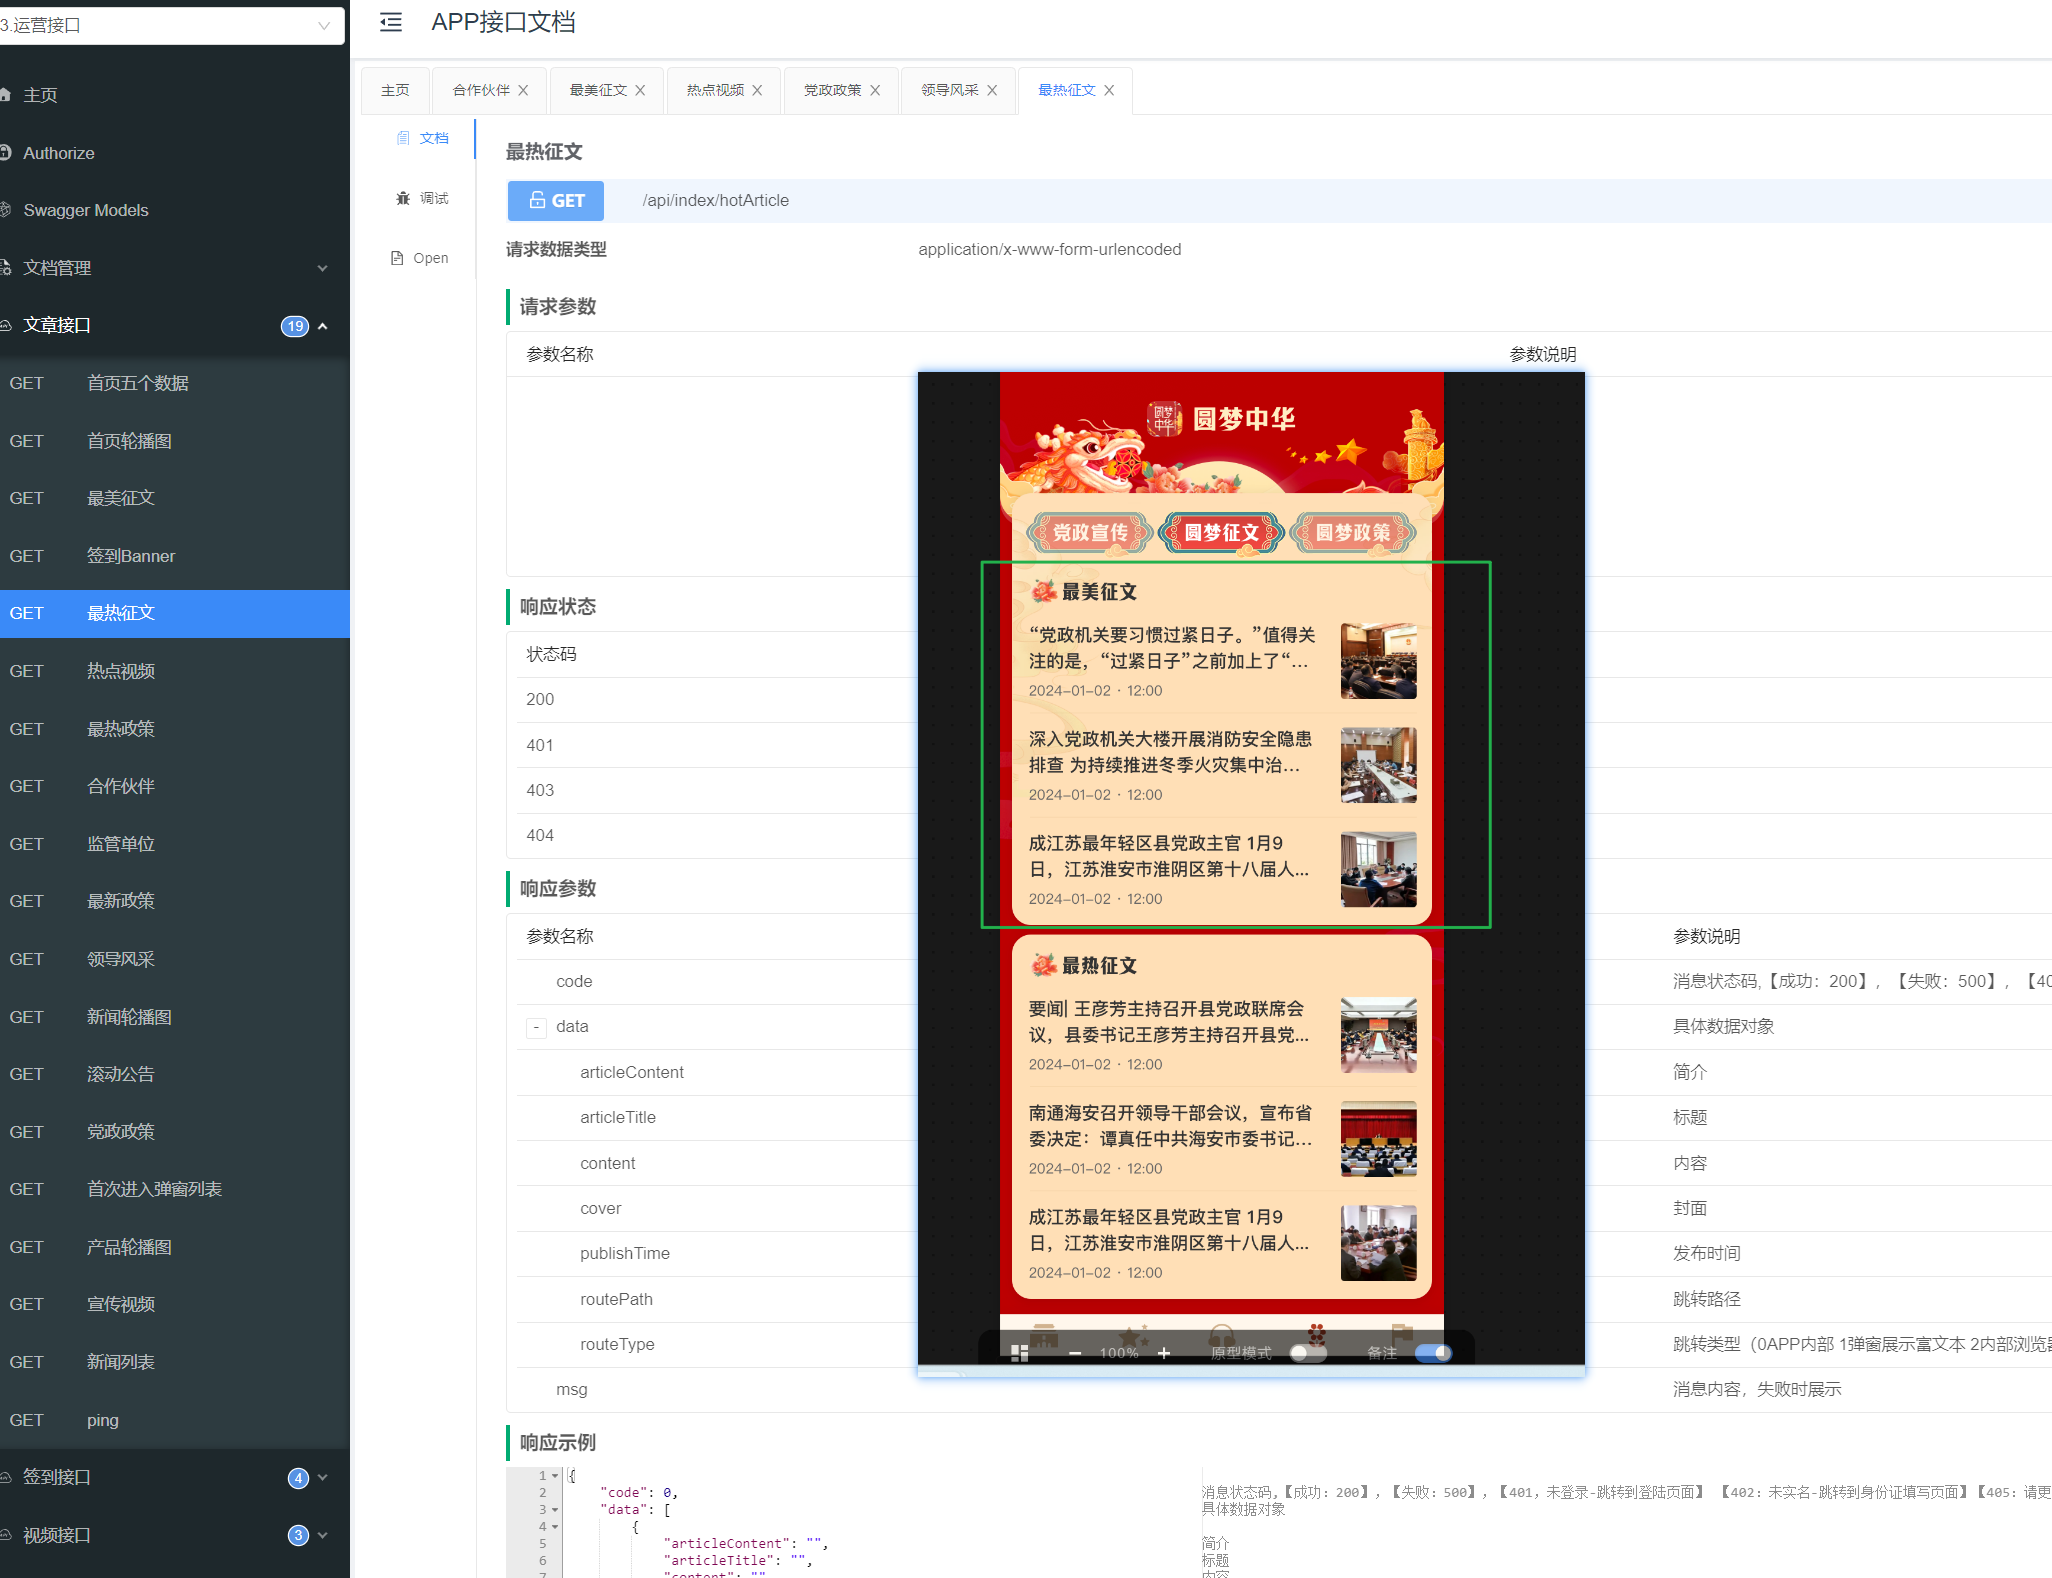 3.运营接口
主页
Authorize
Swagger Models
文档管理
文章接口 19
GET 首页五个数据
GET 首页轮播图
GET 最美征文
GET 签到Banner
GET 最热征文
GET 热点视频
GET 最热政策
GET 合作伙伴
GET 监管单位
GET 最新政策
GET 领导风采
GET 新闻轮播图
GET 滚动公告
GET 党政政策
GET 首次进入弹窗列表
GET 产品轮播图
GET 宣传视频
GET 新闻列表
GET ping
签到接口 4
视频接口 3
APP接口文档
主页 合作伙伴 最美征文 热点视频 党政政策 领导风采 最热征文
文档
调试
Open
最热征文
GET /api/index/hotArticle
请求数据类型 application/x-www-form-urlencoded
请求参数
参数名称 参数说明
响应状态
状态码
200
401
403
404
响应参数
参数名称 参数说明
code 消息状态码,【成功：200】，【失败：500】，【40
- data 具体数据对象
articleContent 简介
articleTitle 标题
content 内容
cover 封面
publishTime 发布时间
routePath 跳转路径
routeType 跳转类型（0APP内部 1弹窗展示富文本 2内部浏览器
msg 消息内容，失败时展示
圆梦中华
圆梦中华
党政宣传 圆梦征文 圆梦政策
最美征文
“党政机关要习惯过紧日子。”值得关
注的是，“过紧日子”之前加上了“...
2024-01-02 · 12:00
深入党政机关大楼开展消防安全隐患
排查 为持续推进冬季火灾集中治...
2024-01-02 · 12:00
成江苏最年轻区县党政主官 1月9
日，江苏淮安市淮阴区第十八届人...
2024-01-02 · 12:00
最热征文
要闻| 王彦芳主持召开县党政联席会
议，县委书记王彦芳主持召开县党...
2024-01-02 · 12:00
南通海安召开领导干部会议，宣布省
委决定：谭真任中共海安市委书记...
2024-01-02 · 12:00
成江苏最年轻区县党政主官 1月9
日，江苏淮安市淮阴区第十八届人...
2024-01-02 · 12:00
− 100% + 原型模式 备注
响应示例
1 {
2 "code": 0, 消息状态码,【成功：200】，【失败：500】，【401，未登录-跳转到登陆页面】 【402：未实名-跳转到身份证填写页面】【405：请更
3 "data": [ 具体数据对象
4 {
5 "articleContent": "", 简介
6 "articleTitle": "", 标题
7 "content": "" 内容